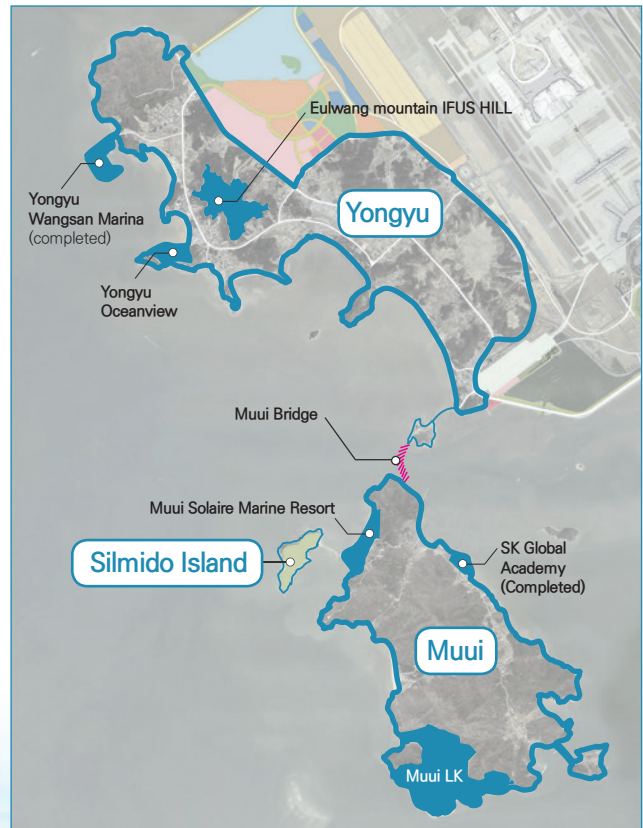 Eulwang mountain IFUS HILL
Yongyu
Yongyu
Wangsan Marina
(completed)
Yongyu
Oceanview
Muui Bridge
Muui Solaire Marine Resort
Silmido Island
SK Global
Academy
(Completed)
Muui
Muui LK